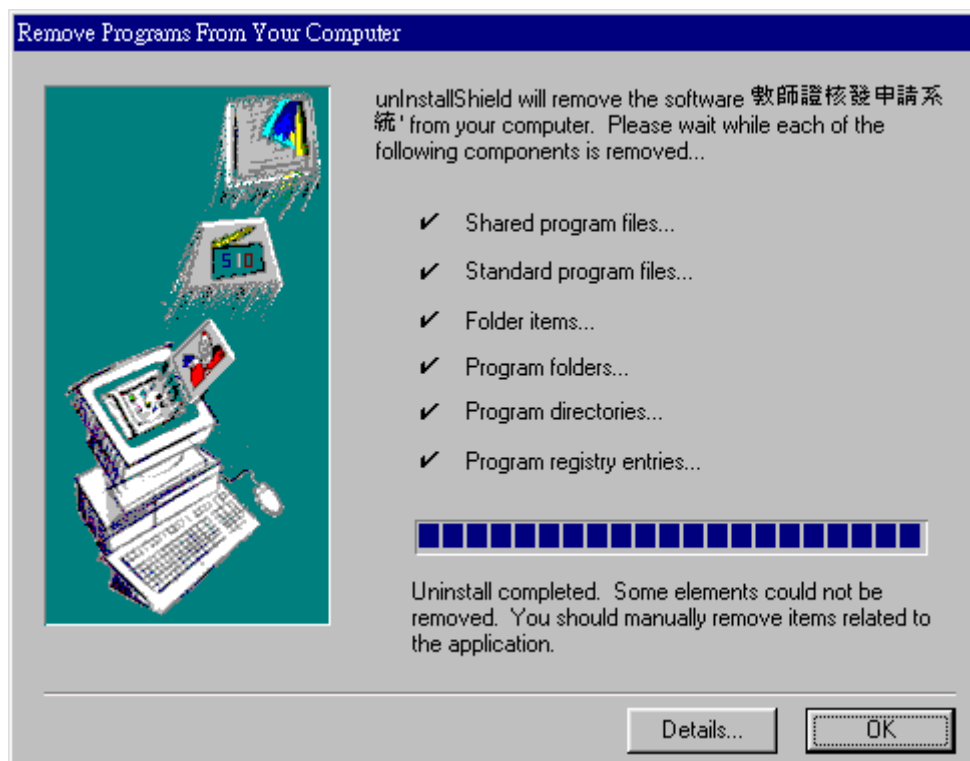 Remove Programs From Your Computer
unInstallShield will remove the software 教師證核發申請系
統' from your computer. Please wait while each of the
following components is removed...
✔ Shared program files...
✔ Standard program files...
✔ Folder items...
✔ Program folders...
✔ Program directories...
✔ Program registry entries...
Uninstall completed. Some elements could not be
removed. You should manually remove items related to
the application.
Details...
OK